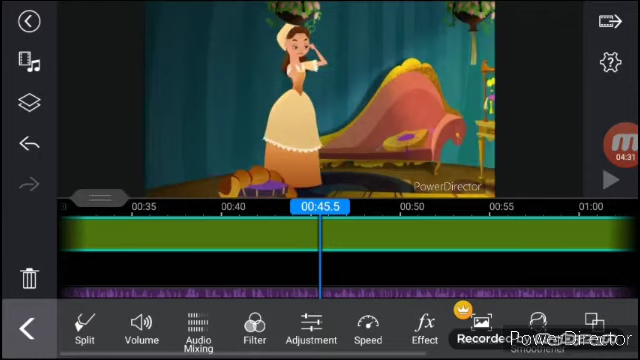 PowerDirector
04:31
00:35
00:40
00:45.5
00:50
00:55
01:00
Split
Volume
Audio
Mixing
Filter
Adjustment
Speed
fx
Effect
Recorded
PowerDirector